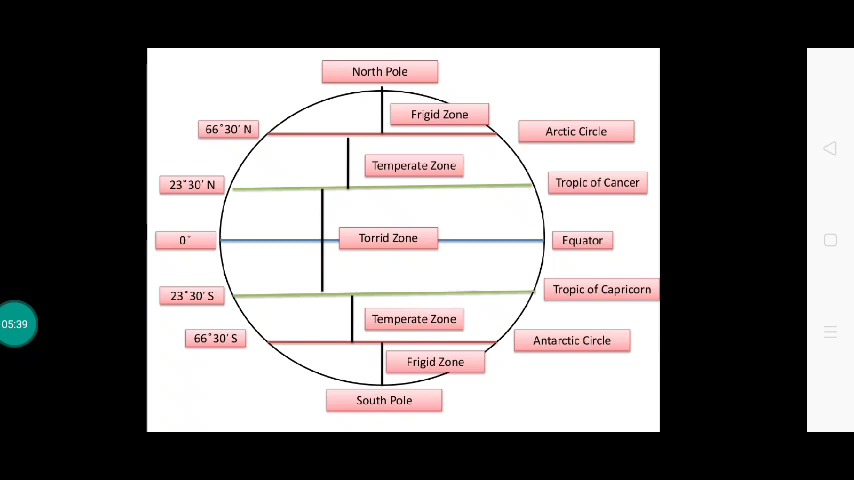 North Pole
Frigid Zone
66˚30' N
Arctic Circle
Temperate Zone
23˚30' N
Tropic of Cancer
0˚
Torrid Zone
Equator
23˚30' S
Tropic of Capricorn
Temperate Zone
66˚30' S
Antarctic Circle
Frigid Zone
South Pole
05:39